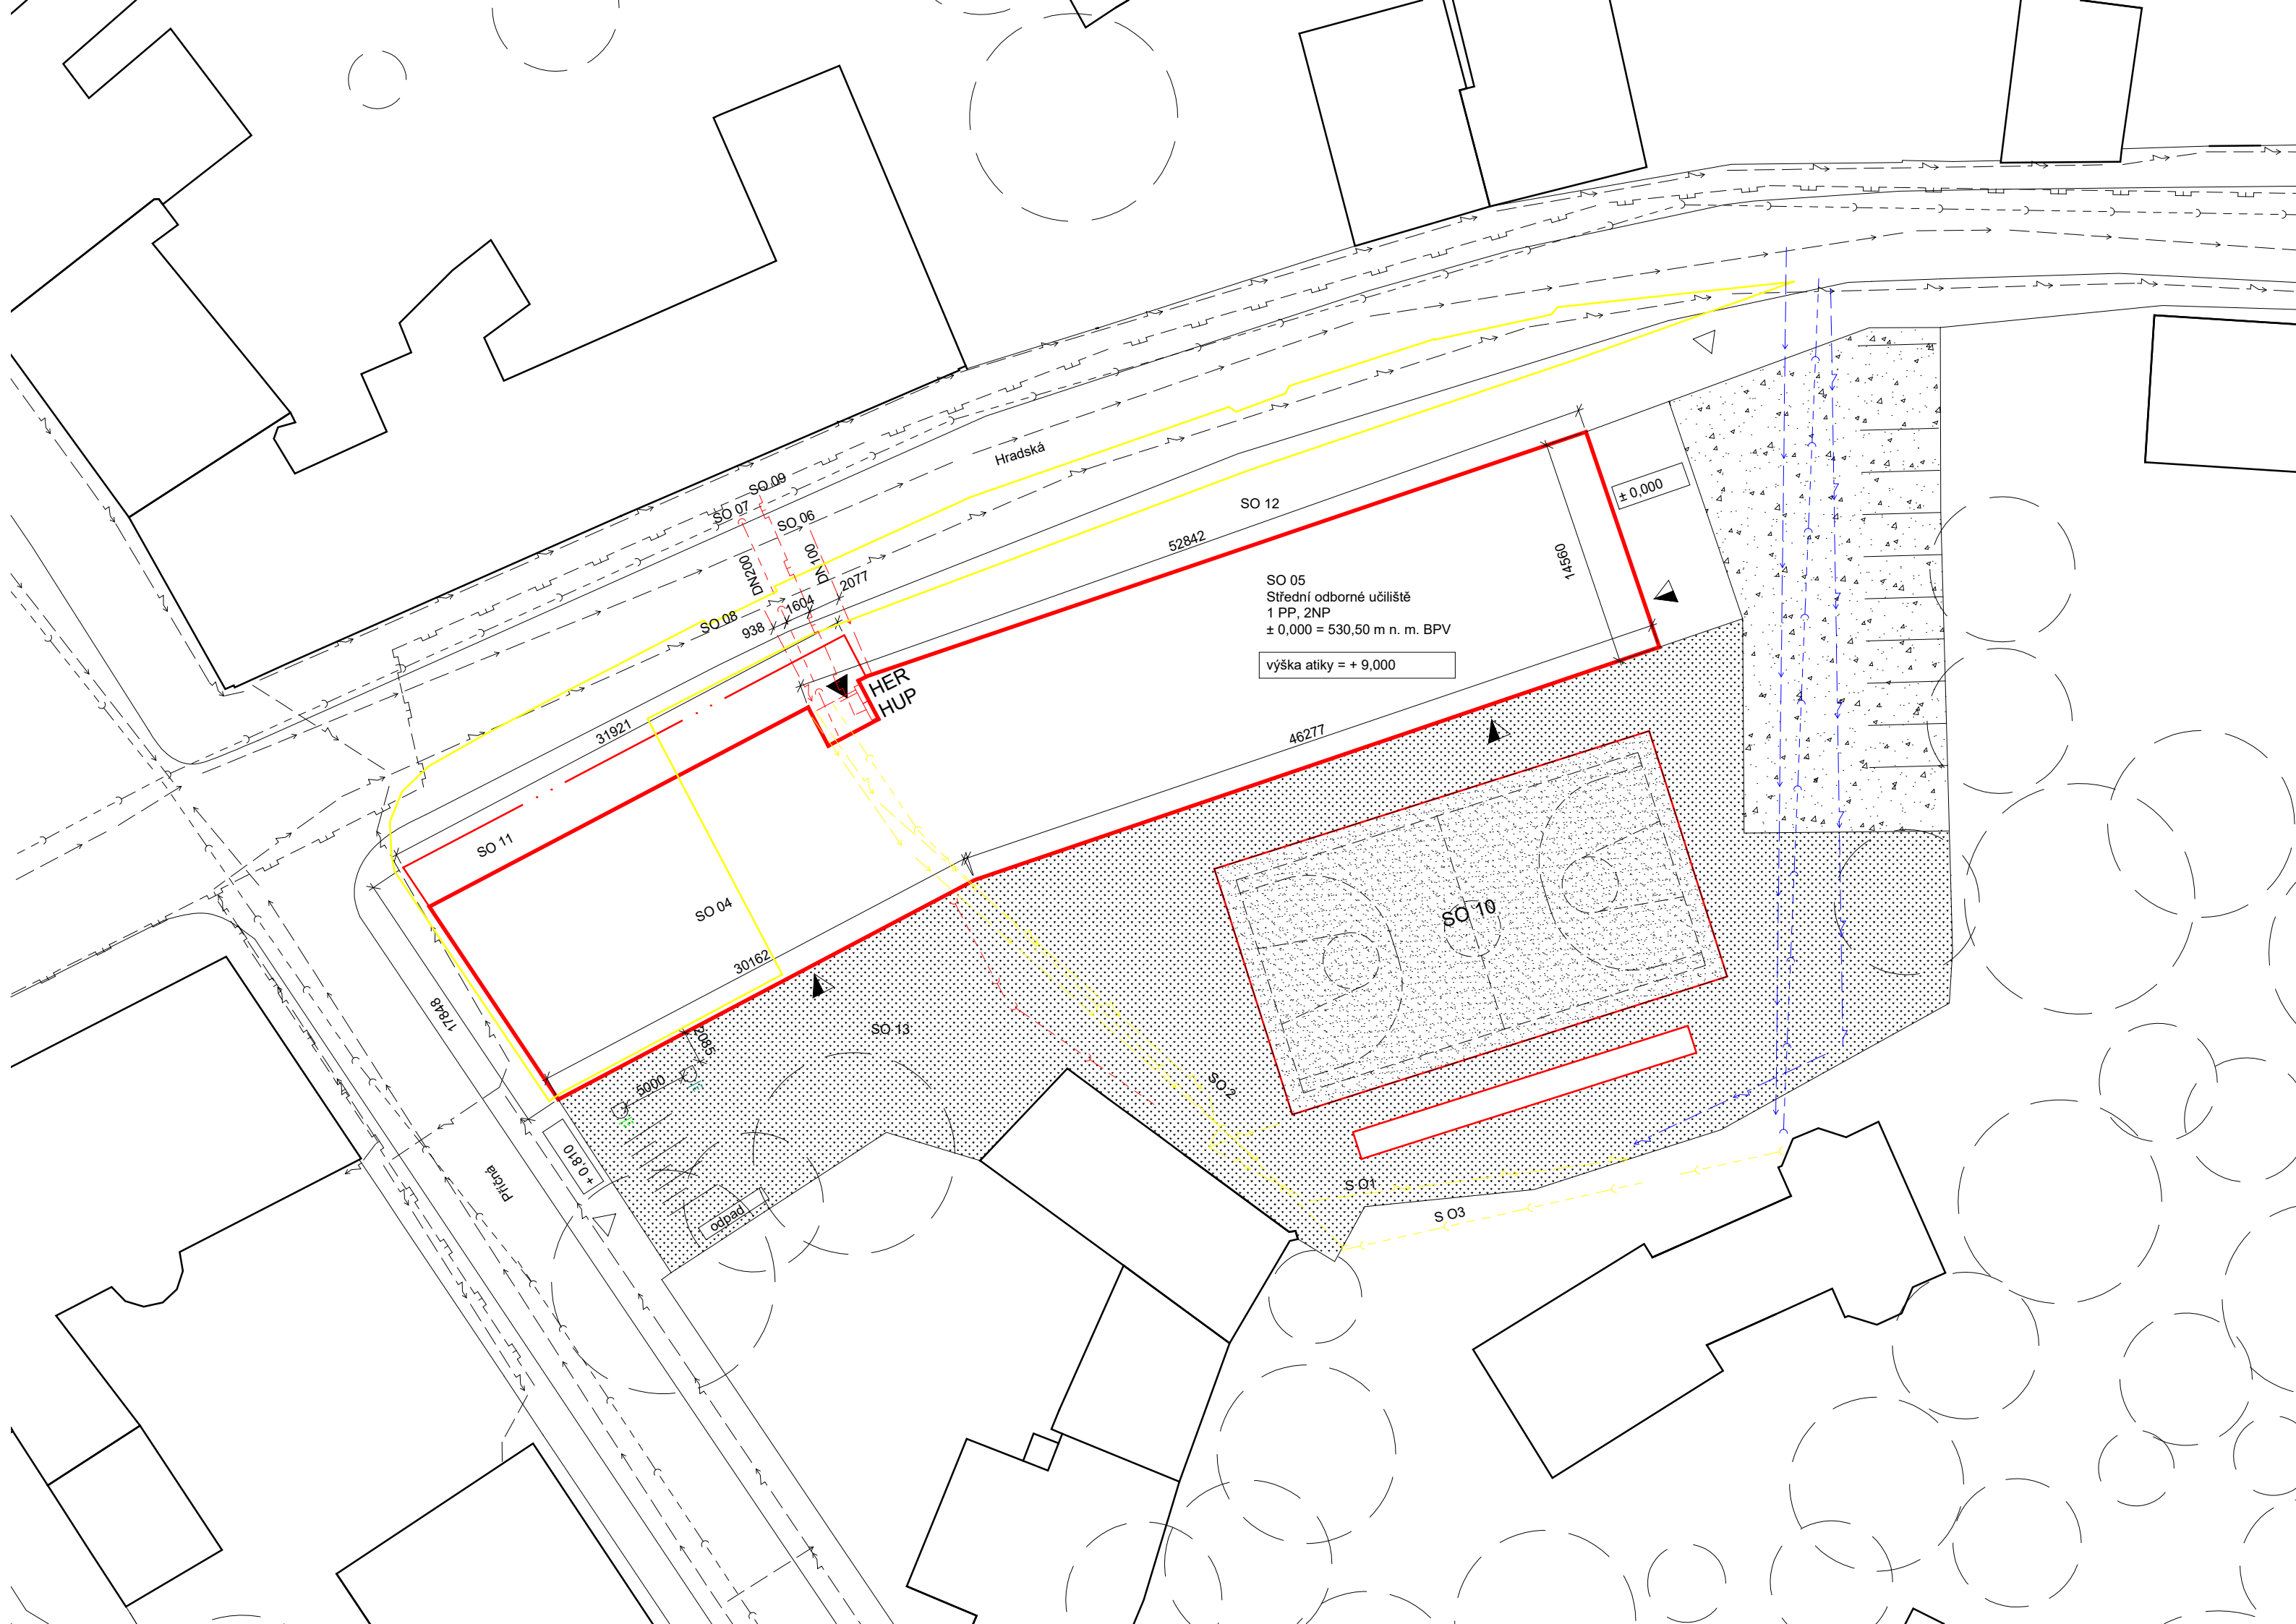 Hradská
SO 09
SO 07
SO 06
SO 12
DN200
DN100
52842
± 0,000
14560
2077
1604
938
SO 08
SO 05
Střední odborné učiliště
1 PP, 2NP
± 0,000 = 530,50 m n. m. BPV
výška atiky = + 9,000
HER
HUP
31921
46277
SO 11
SO 04
SO 10
30162
17848
SO 13
2085
5000
SO 2
+ 0,810
Příčná
odpad
S O1
S O3